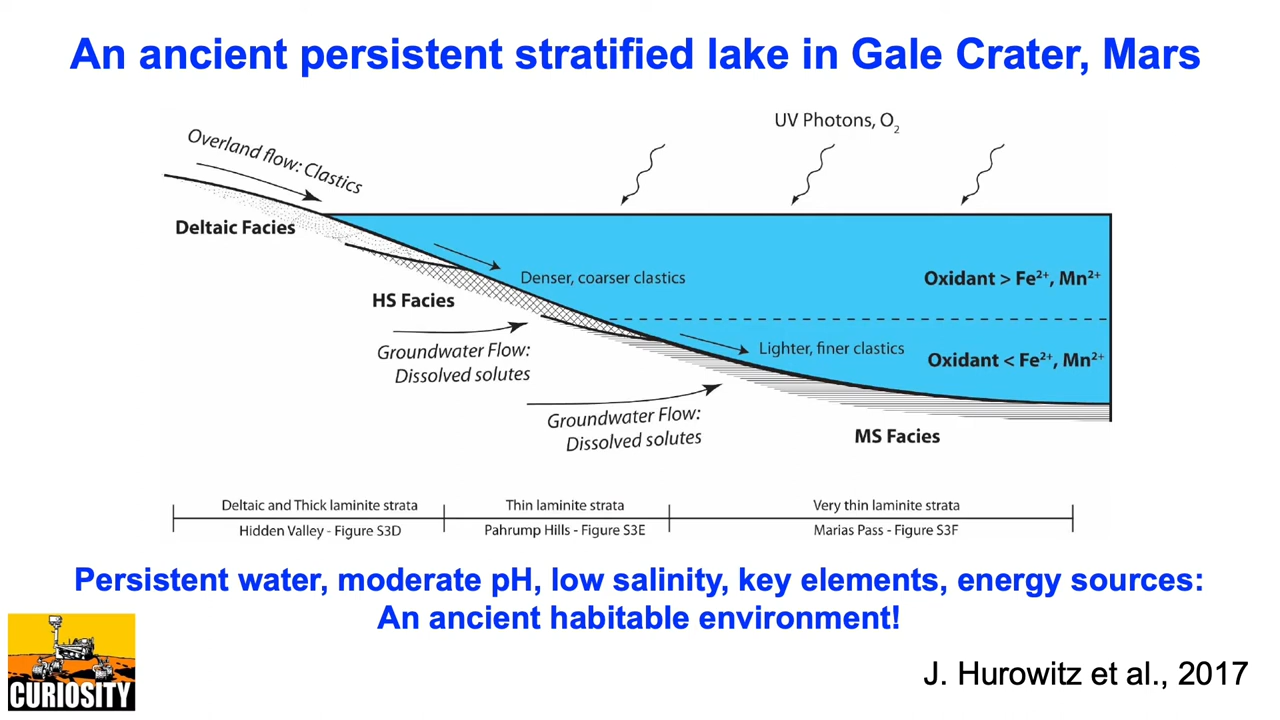 An ancient persistent stratified lake in Gale Crater, Mars
UV Photons, O₂
Overland flow: Clastics
Deltaic Facies
Denser, coarser clastics
Oxidant > Fe²⁺, Mn²⁺
HS Facies
Groundwater Flow:
Dissolved solutes
Lighter, finer clastics
Oxidant < Fe²⁺, Mn²⁺
Groundwater Flow:
Dissolved solutes
MS Facies
Deltaic and Thick laminite strata
Thin laminite strata
Very thin laminite strata
Hidden Valley - Figure S3D
Pahrump Hills - Figure S3E
Marias Pass - Figure S3F
Persistent water, moderate pH, low salinity, key elements, energy sources:
An ancient habitable environment!
CURIOSITY
J. Hurowitz et al., 2017